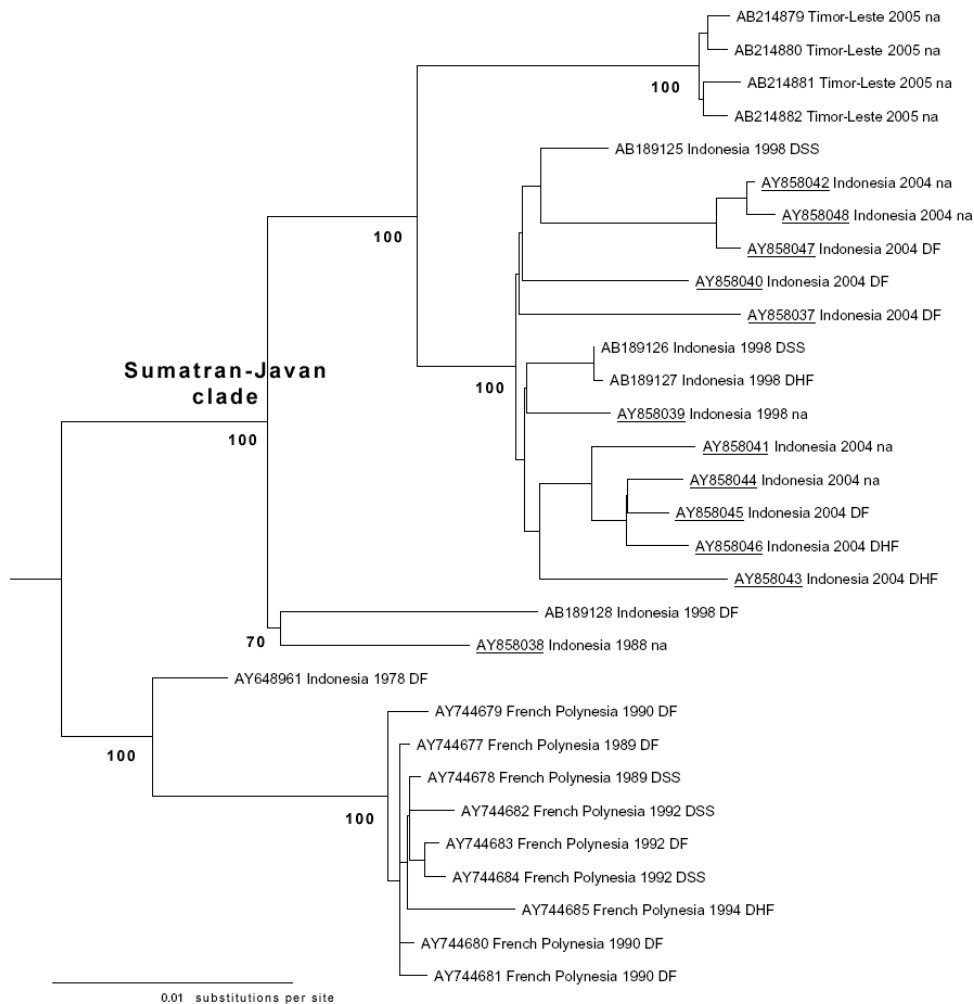 AB214879 Timor-Leste 2005 na
AB214880 Timor-Leste 2005 na
AB214881 Timor-Leste 2005 na
100
AB214882 Timor-Leste 2005 na
AB189125 Indonesia 1998 DSS
AY858042 Indonesia 2004 na
AY858048 Indonesia 2004 na
100
AY858047 Indonesia 2004 DF
AY858040 Indonesia 2004 DF
AY858037 Indonesia 2004 DF
AB189126 Indonesia 1998 DSS
Sumatran-Javan
clade
AB189127 Indonesia 1998 DHF
100
AY858039 Indonesia 1998 na
100
AY858041 Indonesia 2004 na
AY858044 Indonesia 2004 na
AY858045 Indonesia 2004 DF
AY858046 Indonesia 2004 DHF
AY858043 Indonesia 2004 DHF
AB189128 Indonesia 1998 DF
70
AY858038 Indonesia 1988 na
AY648961 Indonesia 1978 DF
AY744679 French Polynesia 1990 DF
AY744677 French Polynesia 1989 DF
100
AY744678 French Polynesia 1989 DSS
AY744682 French Polynesia 1992 DSS
100
AY744683 French Polynesia 1992 DF
AY744684 French Polynesia 1992 DSS
AY744685 French Polynesia 1994 DHF
AY744680 French Polynesia 1990 DF
AY744681 French Polynesia 1990 DF
0.01 substitutions per site